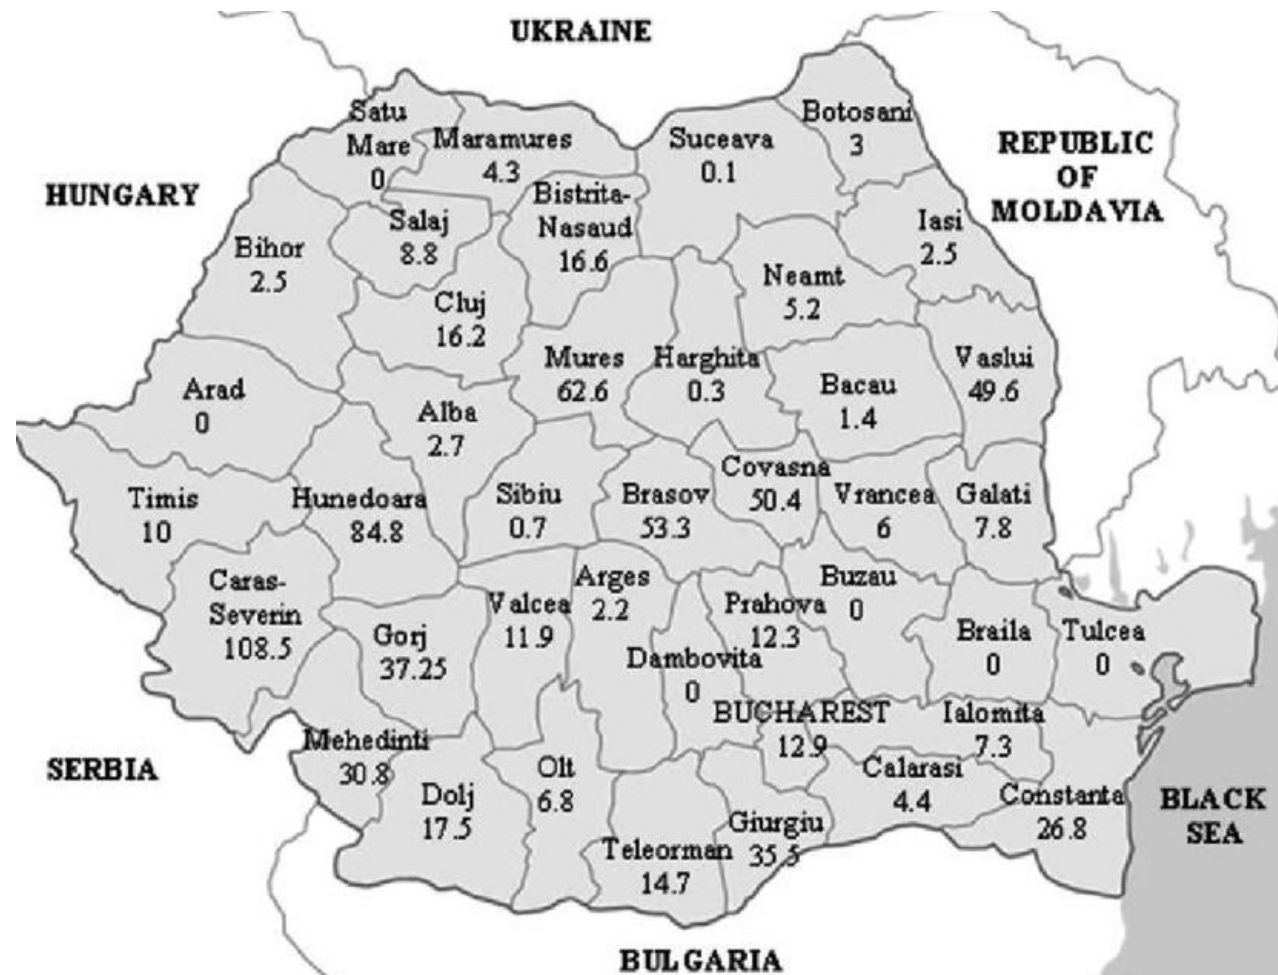 UKRAINE
HUNGARY
REPUBLIC
OF
MOLDAVIA
SERBIA
BULGARIA
BLACK
SEA
Satu
Mare
0
Maramures
4.3
Suceava
0.1
Botosani
3
Bihor
2.5
Salaj
8.8
Bistrita-
Nasaud
16.6
Iasi
2.5
Neamt
5.2
Cluj
16.2
Mures
62.6
Harghita
0.3
Bacau
1.4
Vaslui
49.6
Arad
0
Alba
2.7
Timis
10
Hunedoara
84.8
Sibiu
0.7
Brasov
53.3
Covasna
50.4
Vrancea
6
Galati
7.8
Caras-
Severin
108.5
Gorj
37.25
Valcea
11.9
Arges
2.2
Dambovita
0
Prahova
12.3
Buzau
0
Braila
0
Tulcea
0
BUCHAREST
12.9
Ialomita
7.3
Mehedinti
30.8
Dolj
17.5
Olt
6.8
Teleorman
14.7
Giurgiu
35.5
Calarasi
4.4
Constanta
26.8